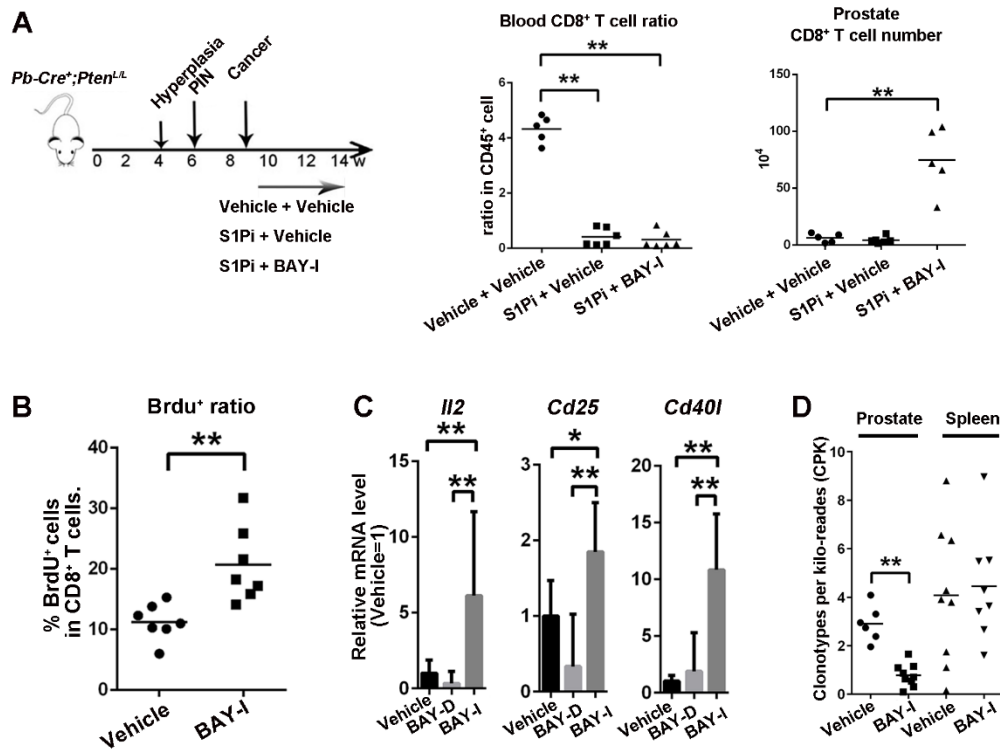 A
Pb-Cre⁺;Pten^L/L
Hyperplasia
PIN
Cancer
0 2 4 6 8 10 12 14 w
Vehicle + Vehicle
S1Pi + Vehicle
S1Pi + BAY-I
Blood CD8⁺ T cell ratio
**
**
ratio in CD45⁺ cell
6
4
2
0
Vehicle + Vehicle
S1Pi + Vehicle
S1Pi + BAY-I
Prostate
CD8⁺ T cell number
**
10⁴
150
100
50
0
Vehicle + Vehicle
S1Pi + Vehicle
S1Pi + BAY-I
B
Brdu⁺ ratio
**
% BrdU⁺ cells
in CD8⁺ T cells.
40
30
20
10
0
Vehicle
BAY-I
C
Relative mRNA level
(Vehicle=1)
Il2
**
**
15
10
5
0
Vehicle
BAY-D
BAY-I
Cd25
*
**
3
2
1
0
Vehicle
BAY-D
BAY-I
Cd40l
**
**
20
15
10
5
0
Vehicle
BAY-D
BAY-I
D
Prostate
Spleen
Clonotypes per kilo-reades (CPK)
**
10
8
6
4
2
0
Vehicle
BAY-I
Vehicle
BAY-I